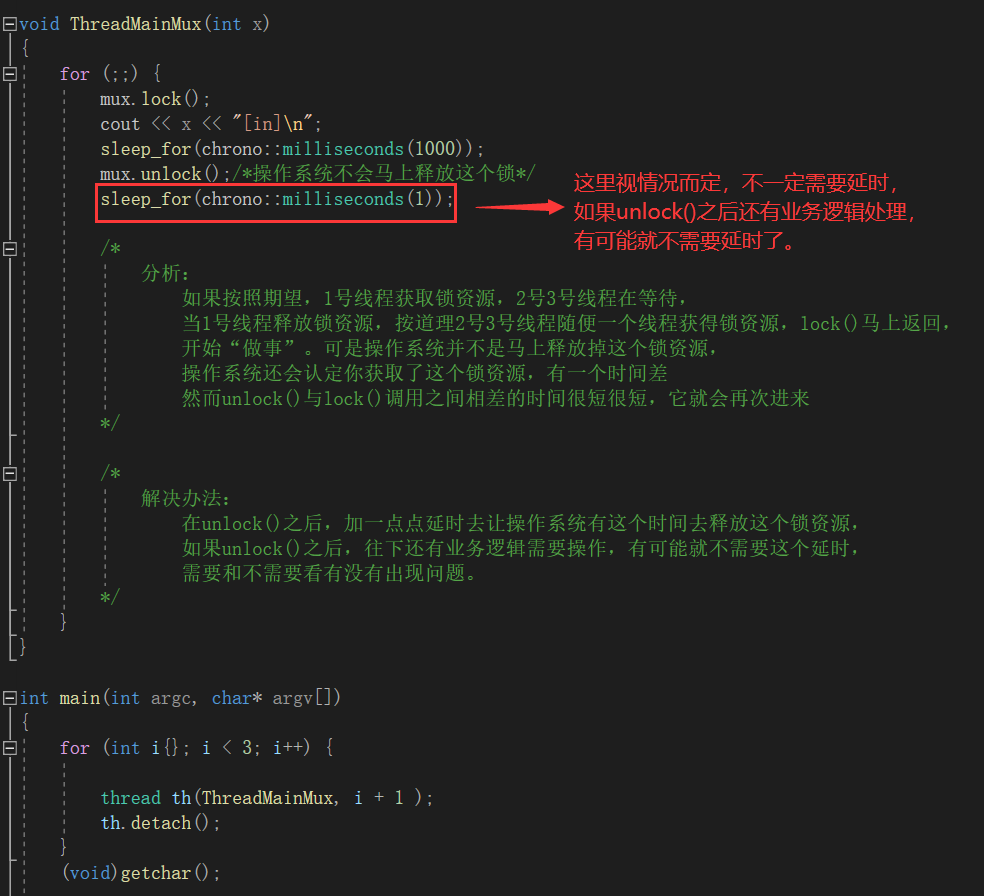 void ThreadMainMux(int x)
{
for (;;) {
mux.lock();
cout << x << "[in]\n";
sleep_for(chrono::milliseconds(1000));
mux.unlock();/*操作系统不会马上释放这个锁*/
sleep_for(chrono::milliseconds(1));
这里视情况而定，不一定需要延时，
如果unlock()之后还有业务逻辑处理，
有可能就不需要延时了。
/*
分析：
如果按照期望，1号线程获取锁资源，2号3号线程在等待，
当1号线程释放锁资源，按道理2号3号线程随便一个线程获得锁资源，lock()马上返回，
开始“做事”。可是操作系统并不是马上释放掉这个锁资源，
操作系统还会认定你获取了这个锁资源，有一个时间差
然而unlock()与lock()调用之间相差的时间很短很短，它就会再次进来
*/
/*
解决办法：
在unlock()之后，加一点点延时去让操作系统有这个时间去释放这个锁资源，
如果unlock()之后，往下还有业务逻辑需要操作，有可能就不需要这个延时，
需要和不需要看有没有出现问题。
*/
}
}
int main(int argc, char* argv[])
{
for (int i{}; i < 3; i++) {
thread th(ThreadMainMux, i + 1 );
th.detach();
}
(void)getchar();